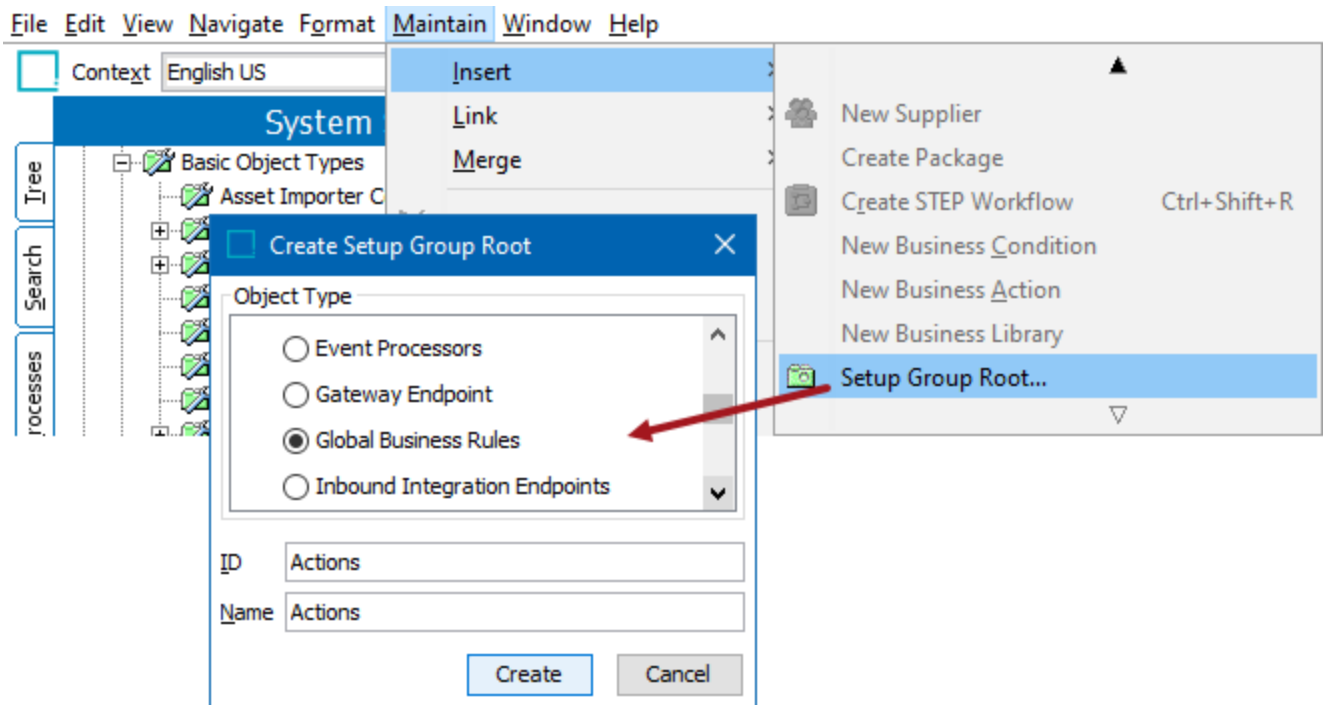 File Edit View Navigate Format Maintain Window Help
Context English US
Insert
Link
Merge
New Supplier
Create Package
Create STEP Workflow Ctrl+Shift+R
New Business Condition
New Business Action
New Business Library
Setup Group Root...
System
Tree
Search
Basic Object Types
Asset Importer C
Create Setup Group Root
Object Type
Event Processors
Gateway Endpoint
Global Business Rules
Inbound Integration Endpoints
ID Actions
Name Actions
Create Cancel
rocesses